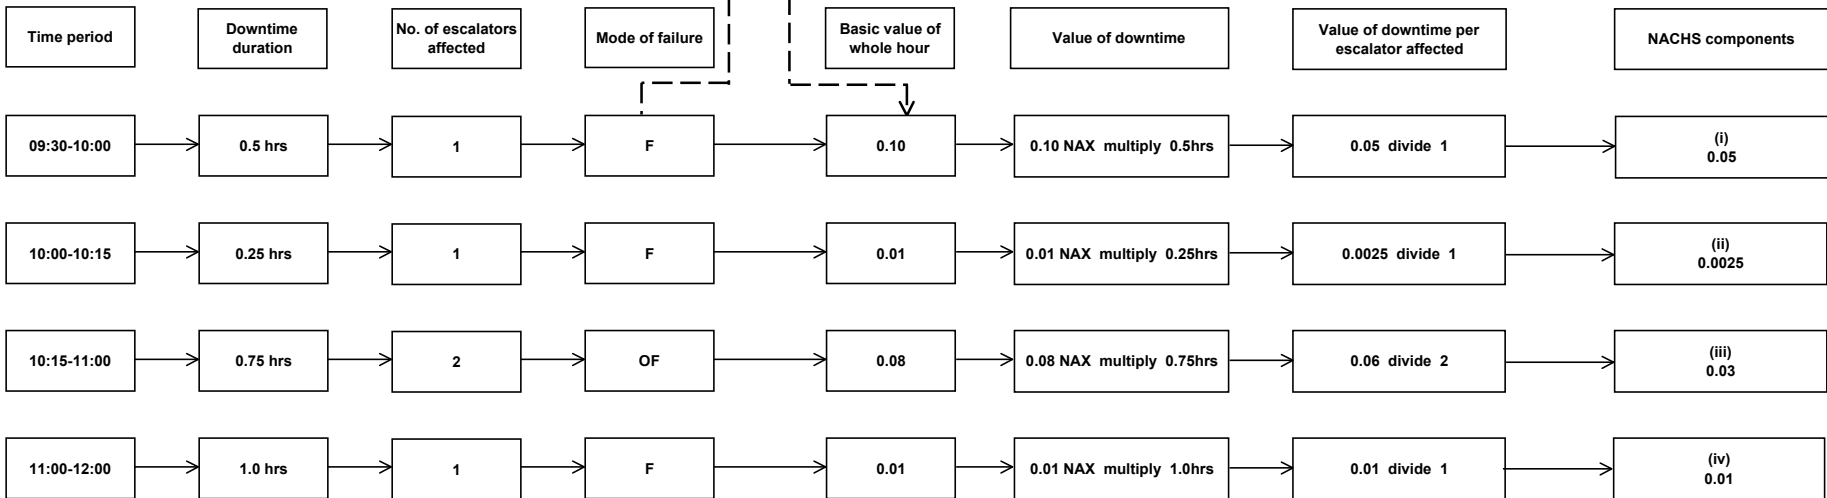 Time period
Downtime
duration
No. of escalators
affected
Mode of failure
Basic value of
whole hour
Value of downtime
Value of downtime per
escalator affected
NACHS components
09:30-10:00
0.5 hrs
1
F
0.10
0.10 NAX multiply 0.5hrs
0.05 divide 1
(i)
0.05
10:00-10:15
0.25 hrs
1
F
0.01
0.01 NAX multiply 0.25hrs
0.0025 divide 1
(ii)
0.0025
10:15-11:00
0.75 hrs
2
OF
0.08
0.08 NAX multiply 0.75hrs
0.06 divide 2
(iii)
0.03
11:00-12:00
1.0 hrs
1
F
0.01
0.01 NAX multiply 1.0hrs
0.01 divide 1
(iv)
0.01